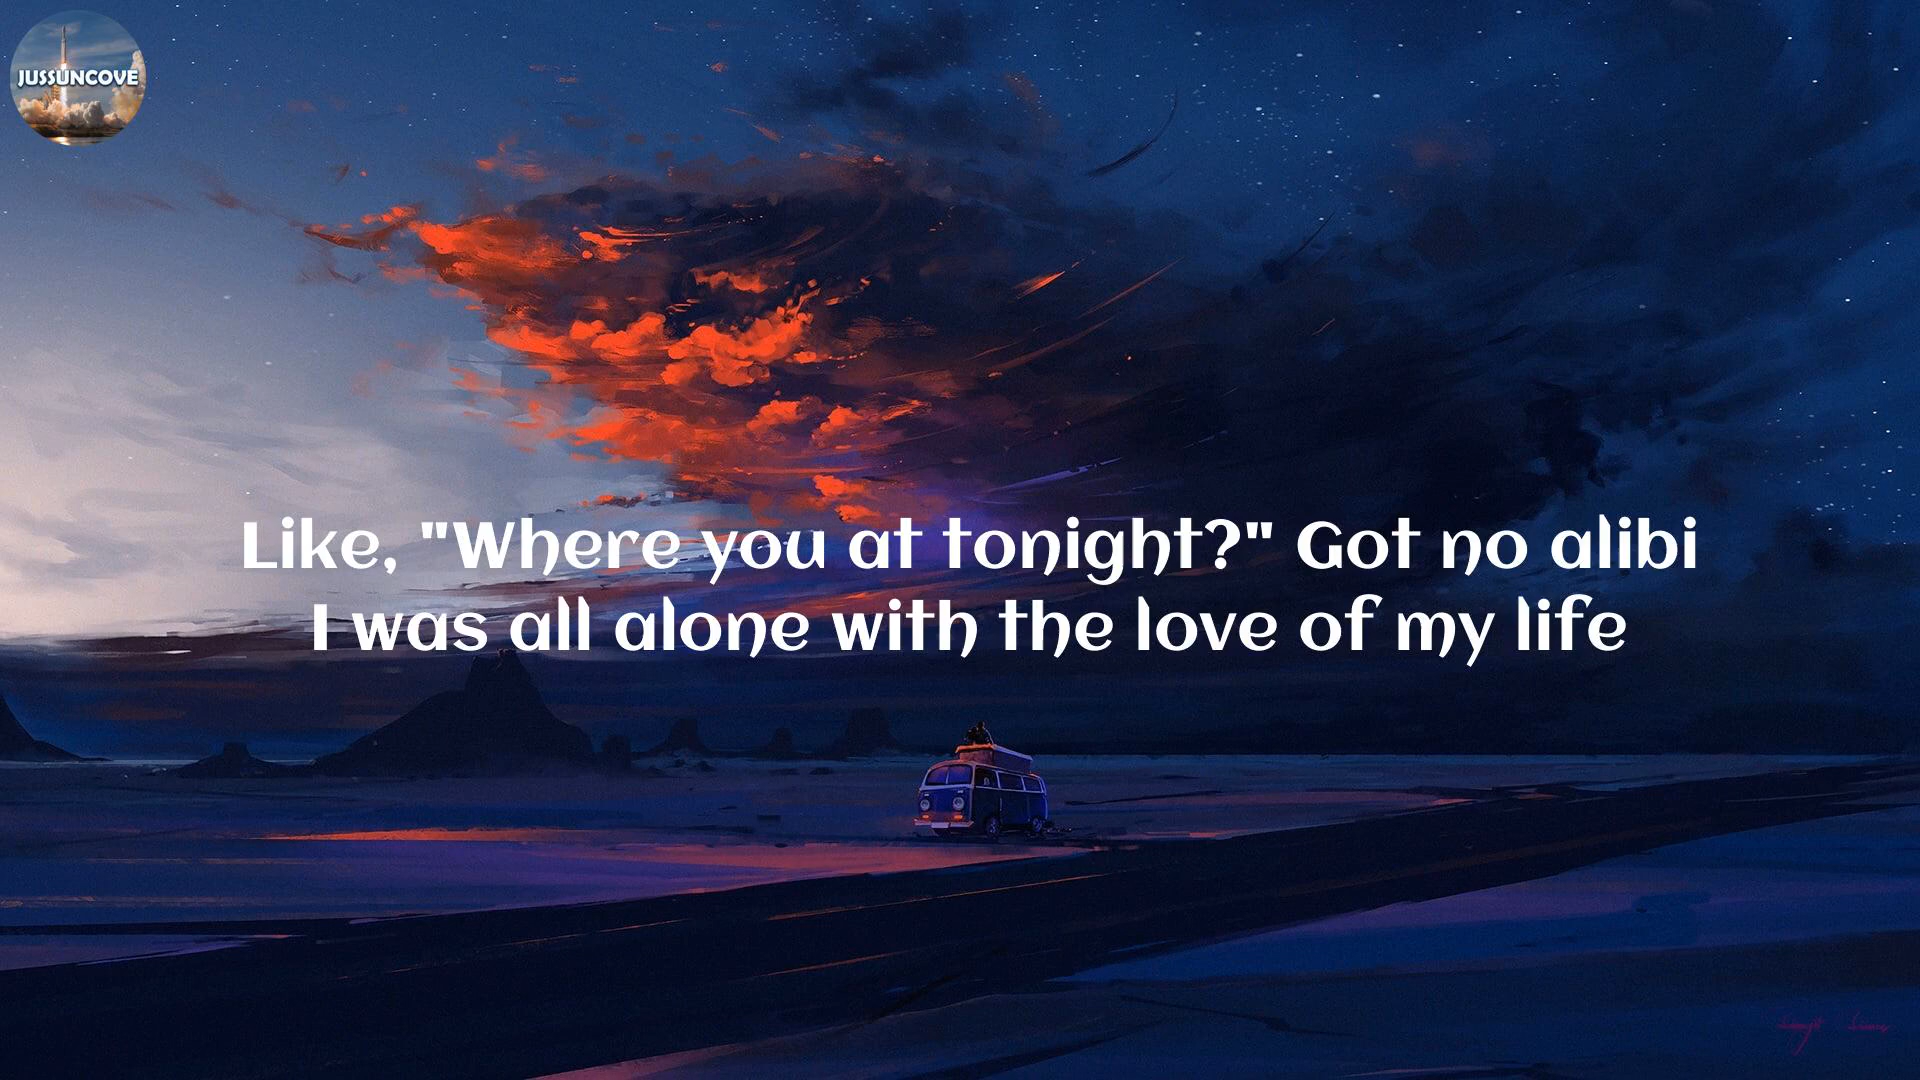 JUSSUNCOVE
Like, "Where you at tonight?" Got no alibi
I was all alone with the love of my life